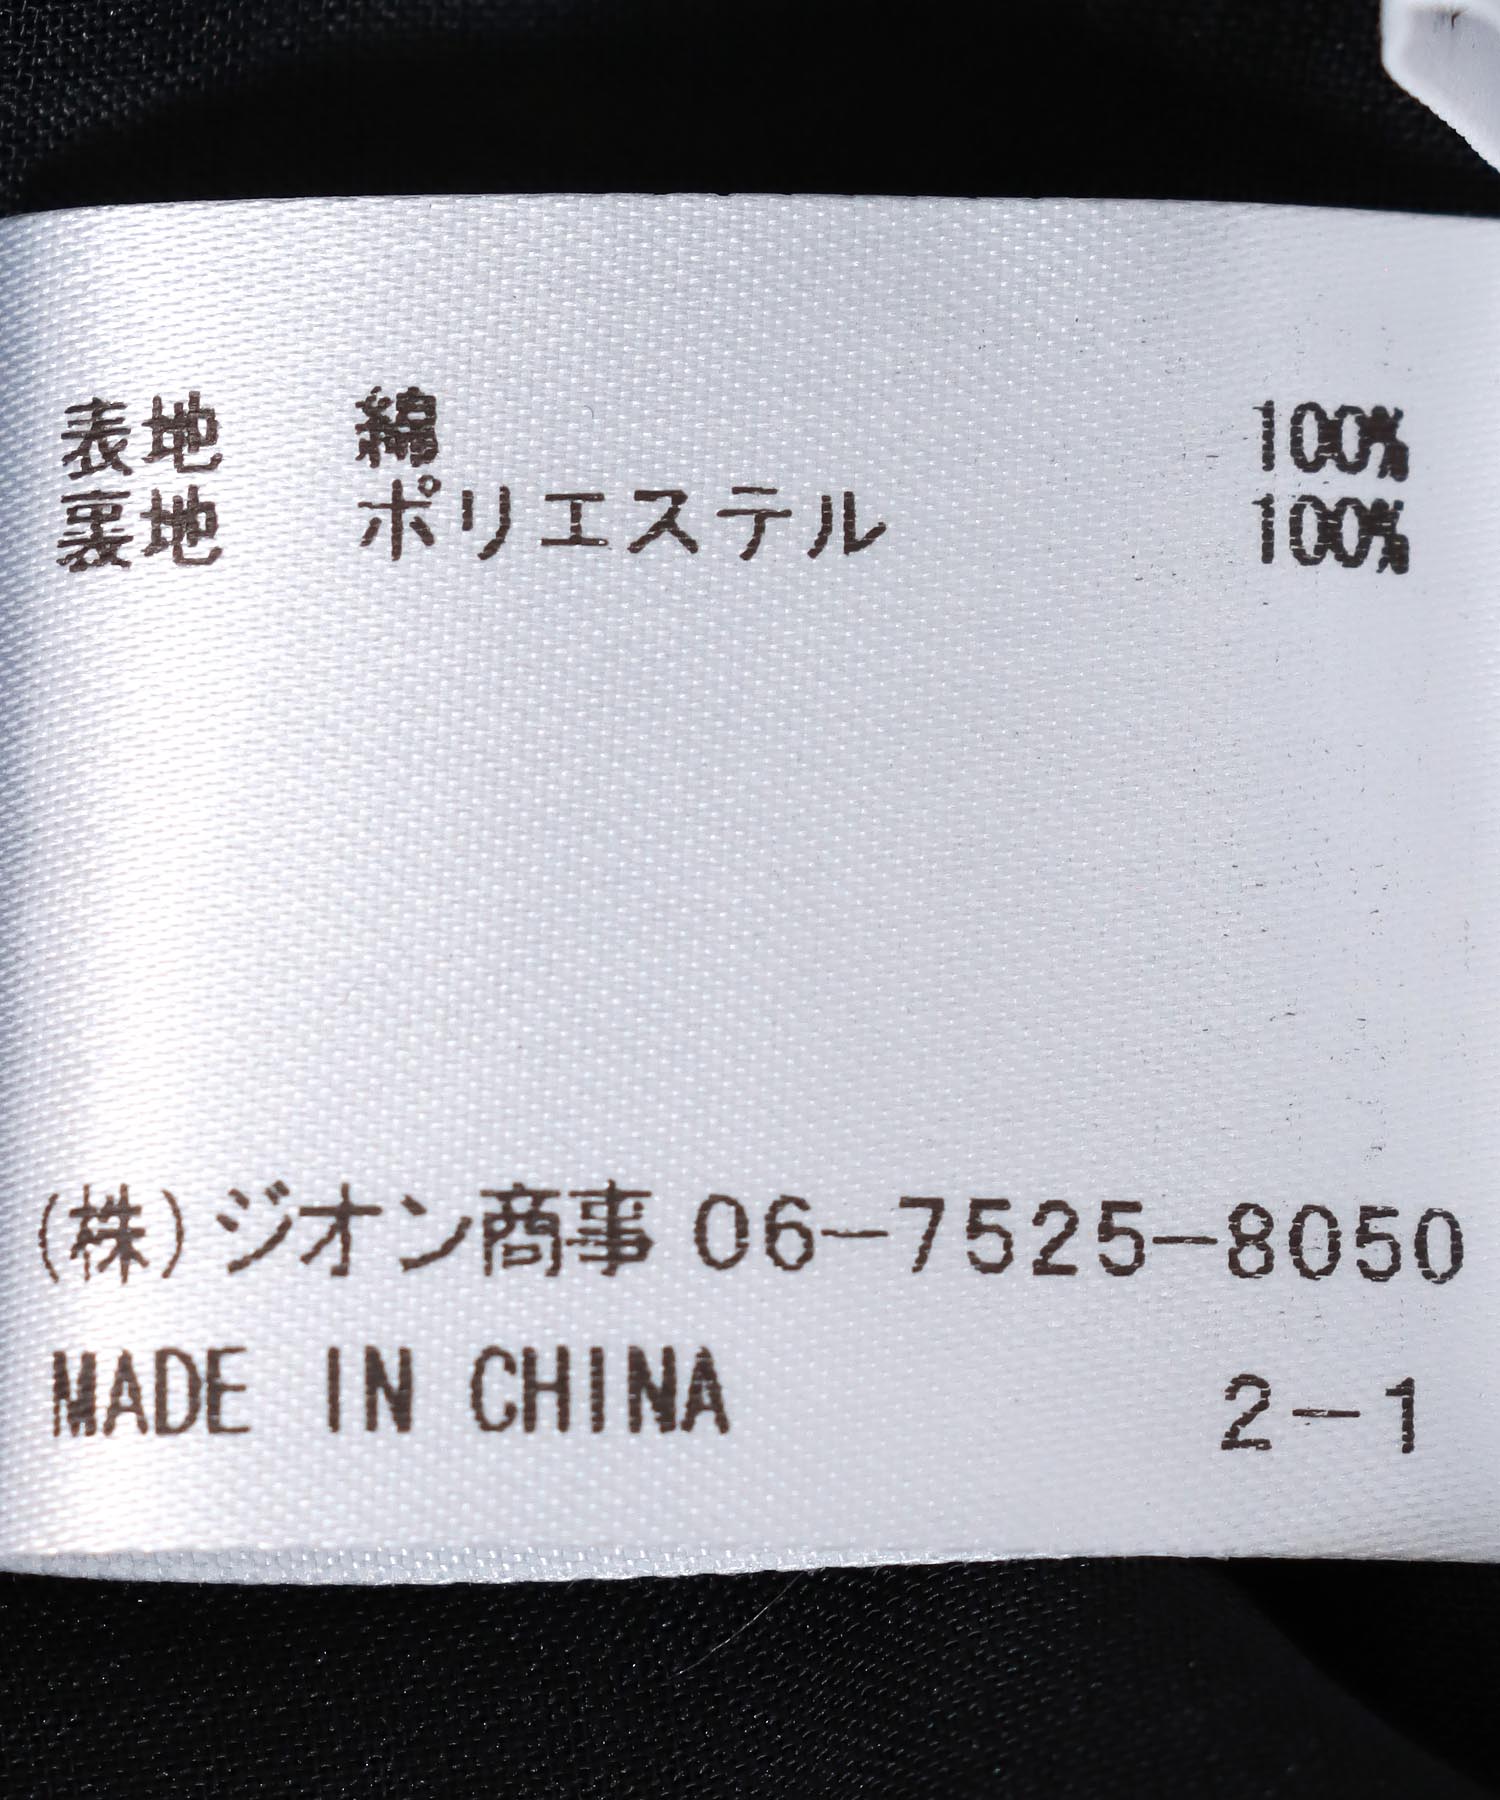 表地 綿 100%
裏地 ポリエステル 100%
(株)ジオン商事 06-7525-8050
MADE IN CHINA 2-1